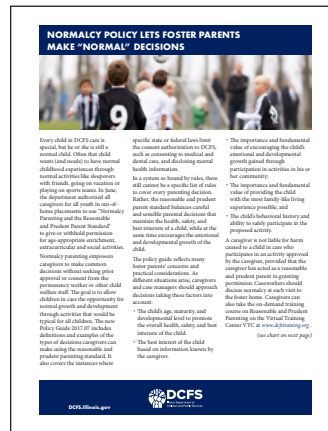 NORMALCY POLICY LETS FOSTER PARENTS
MAKE “NORMAL” DECISIONS
Every child in DCFS care is
special, but he or she is still a
normal child. Often that child
wants (and needs) to have normal
childhood experiences through
normal activities like sleepovers
with friends, going on vacation or
playing on sports teams. In June,
the department authorized all
caregivers for all youth in out-of-
home placements to use “Normalcy
Parenting and the Reasonable
and Prudent Parent Standard”
to give or withhold permission
for age-appropriate enrichment,
extracurricular and social activities.
Normalcy parenting empowers
caregivers to make common
decisions without seeking prior
approval or consent from the
permanency worker or other child
welfare staff. The goal is to allow
children in care the opportunity for
normal growth and development
through activities that would be
typical for all children. The new
Policy Guide 2017.07 includes
definitions and examples of the
types of decisions caregivers can
make using the reasonable and
prudent parenting standard. It
also covers the instances where
specific state or federal laws limit
the consent authorization to DCFS,
such as consenting to medical and
dental care, and disclosing mental
health information.
In a system so bound by rules, there
still cannot be a specific list of rules
to cover every parenting decision.
Rather, the reasonable and prudent
parent standard balances careful
and sensible parental decisions that
maintain the health, safety, and
best interests of a child, while at the
same time encourages the emotional
and developmental growth of the
child.
The policy guide reflects many
foster parents’ concerns and
practical considerations. As
different situations arise, caregivers
and case managers should approach
decisions taking these factors into
account:
• The child’s age, maturity, and
developmental level to promote
the overall health, safety, and best
interests of the child.
• The best interest of the child
based on information known by
the caregiver.
• The importance and fundamental
value of encouraging the child’s
emotional and developmental
growth gained through
participation in activities in his or
her community;
• The importance and fundamental
value of providing the child
with the most family-like living
experience possible; and
• The child’s behavioral history and
ability to safely participate in the
proposed activity.
A caregiver is not liable for harm
caused to a child in care who
participates in an activity approved by
the caregiver, provided that the
caregiver has acted as a reasonable
and prudent parent in granting
permission. Caseworkers should
discuss normalcy at each visit to
the foster home. Caregivers can
also take the on-demand training
course on Reasonable and Prudent
Parenting on the Virtual Training
Center VTC at www.dcfstraining.org .
(see chart on next page)
DCFS.Illinois.gov
DCFS
Illinois Department of
Children and Family Services